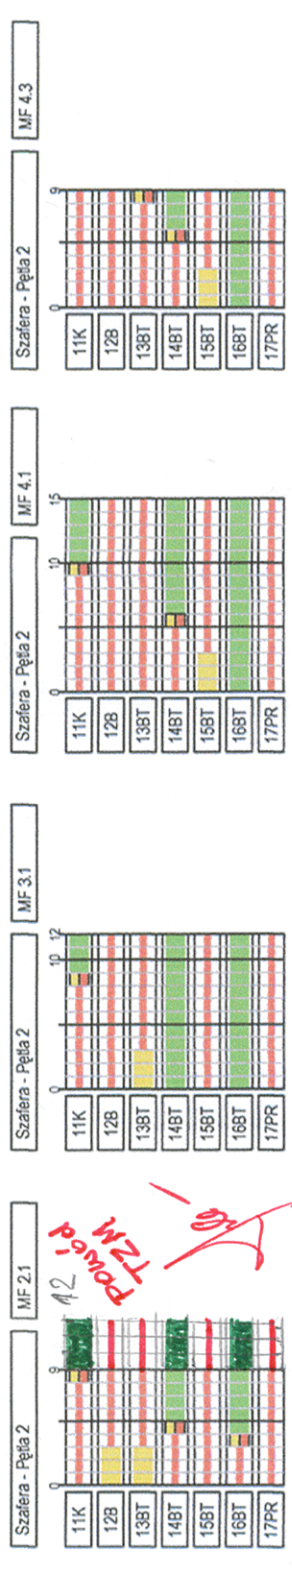 Szafera - Pętla 2
MF 4.3
0
9
11K
12B
13BT
14BT
15BT
16BT
17PR
Szafera - Pętla 2
MF 4.1
0
10
15
11K
12B
13BT
14BT
15BT
16BT
17PR
Szafera - Pętla 2
MF 3.1
0
10
12
11K
12B
13BT
14BT
15BT
16BT
17PR
Szafera - Pętla 2
MF 2.1
0
9
12
powód
TZM
11K
12B
13BT
14BT
15BT
16BT
17PR